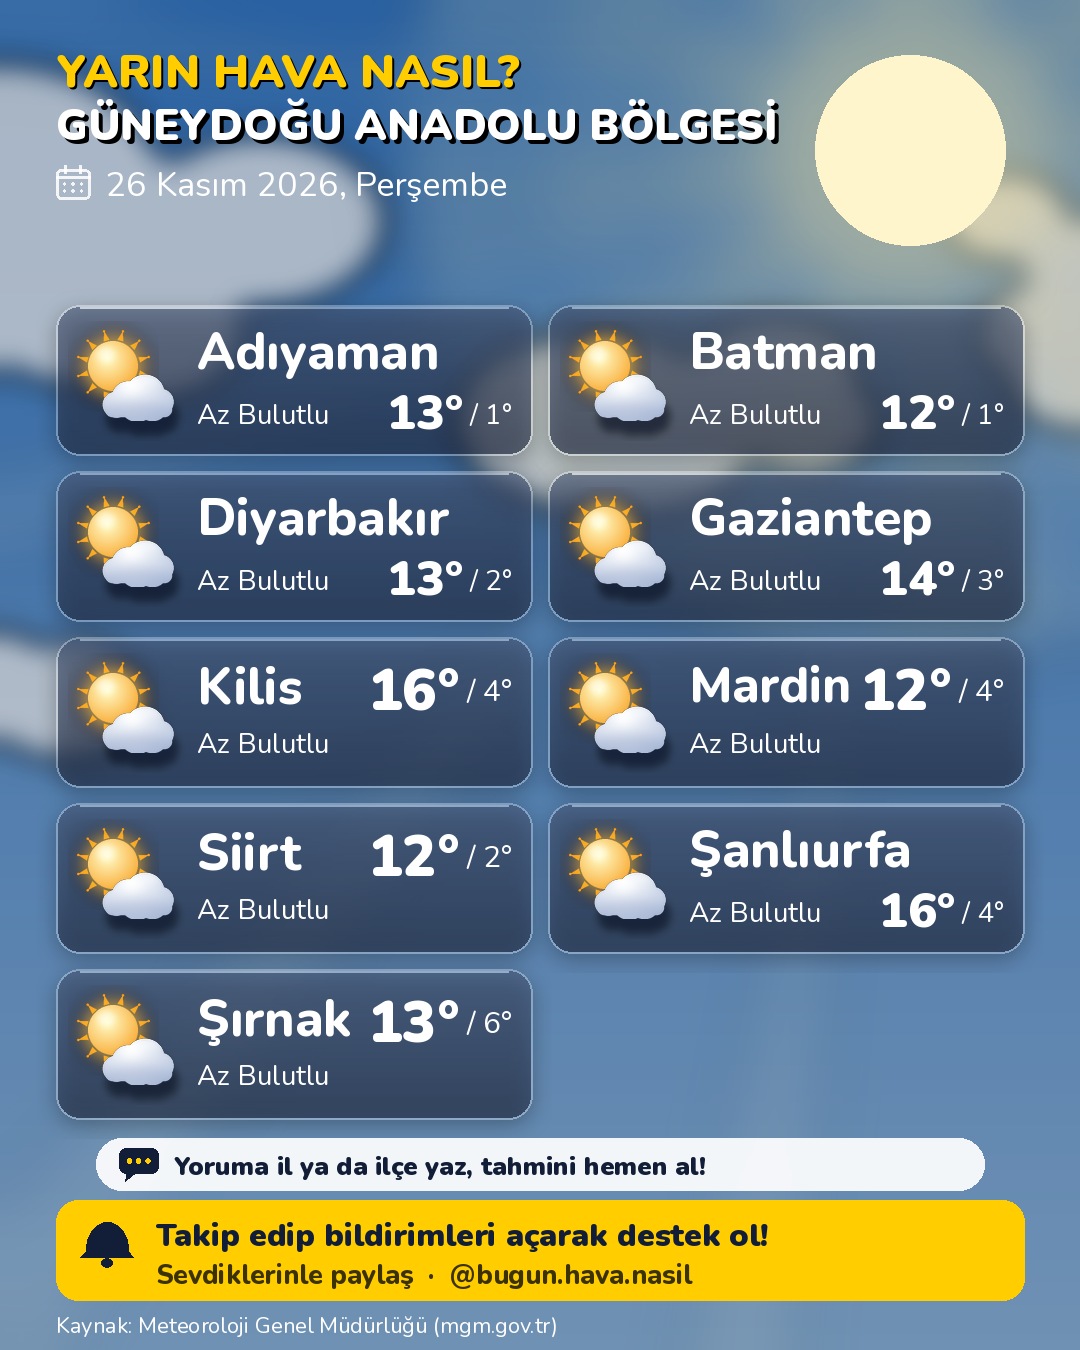 YARIN HAVA NASIL?
GÜNEYDOĞU ANADOLU BÖLGESİ
26 Kasım 2026, Perşembe
Adıyaman
Az Bulutlu 13° / 1°
Batman
Az Bulutlu 12° / 1°
Diyarbakır
Az Bulutlu 13° / 2°
Gaziantep
Az Bulutlu 14° / 3°
Kilis 16° / 4°
Az Bulutlu
Mardin 12° / 4°
Az Bulutlu
Siirt 12° / 2°
Az Bulutlu
Şanlıurfa
Az Bulutlu 16° / 4°
Şırnak 13° / 6°
Az Bulutlu
Yoruma il ya da ilçe yaz, tahmini hemen al!
Takip edip bildirimleri açarak destek ol!
Sevdiklerinle paylaş · @bugun.hava.nasil
Kaynak: Meteoroloji Genel Müdürlüğü (mgm.gov.tr)